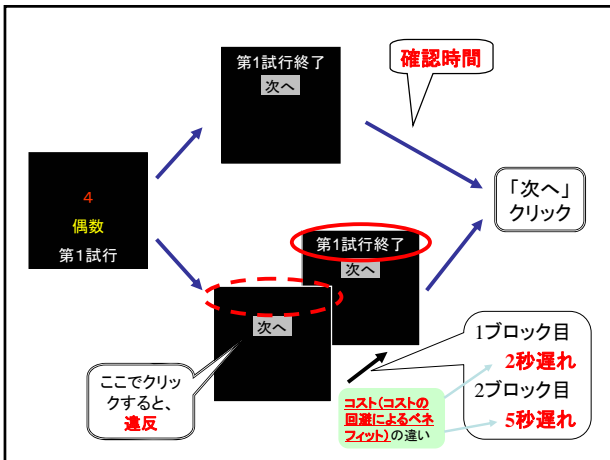 第1試行終了
次へ
確認時間
4
偶数
第1試行
「次へ」
クリック
第1試行終了
次へ
次へ
ここでクリッ
クすると、
違反
コスト(コストの
回避によるベネ
フィット)の違い
1ブロック目
2秒遅れ
2ブロック目
5秒遅れ